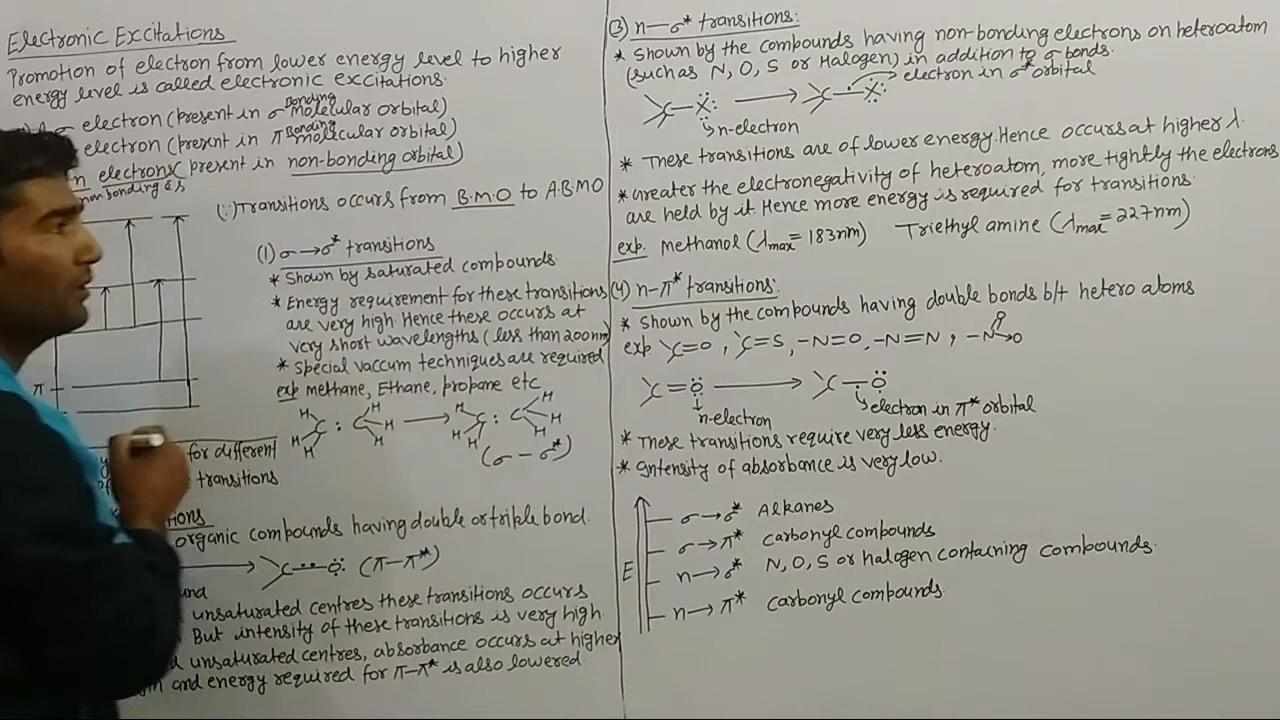 Electronic Excitations
Promotion of electron from lower energy level to higher
energy level is called electronic excitations.
σ electron (present in σ Bonding molecular orbital)
electron (present in π Bonding molecular orbital)
n electrons (present in non-bonding orbital)
non bonding e̅s
(∵) Transitions occurs from B.M.O to A.B.M.O
π
for different
transitions
(1) σ→σ* transitions
* Shown by saturated compounds.
* Energy requirement for these transitions
are very high. Hence these occurs at
very short wavelengths (less than 200nm)
* Special vaccum techniques are required
exp methane, Ethane, propane etc
H H H H
C : C H → C : C H
H H H H H H
(σ - σ*)
organic compounds having double or triple bond.
→ C O: (π-π*)
unsaturated centres these transitions occurs
But intensity of these transitions is very high.
unsaturated centres, absorbance occurs at higher
and energy required for π-π* is also lowered
(3) n-σ* transitions:
* Shown by the compounds having non-bonding electrons on heteroatom
(such as N, O, S or Halogen) in addition to σ bonds.
C-X: → C-X: electron in σ* orbital
n-electron
* These transitions are of lower energy. Hence occurs at higher λ.
* Greater the electronegativity of heteroatom, more tightly the electrons
are held by it. Hence more energy is required for transitions.
exp. methanol (λmax = 183nm) Triethyl amine (λmax = 227nm)
(4) n-π* transitions:
* Shown by the compounds having double bonds b/t hetero atoms
exp C=O, C=S, -N=O, -N=N, -N O O
C=Ö → C-Ö
n-electron electron in π* orbital
* These transitions require very less energy.
* Intensity of absorbance is very low.
E
σ→σ* Alkanes
σ→π* carbonyl compounds
n→σ* N, O, S or halogen containing compounds.
n→π* carbonyl compounds.